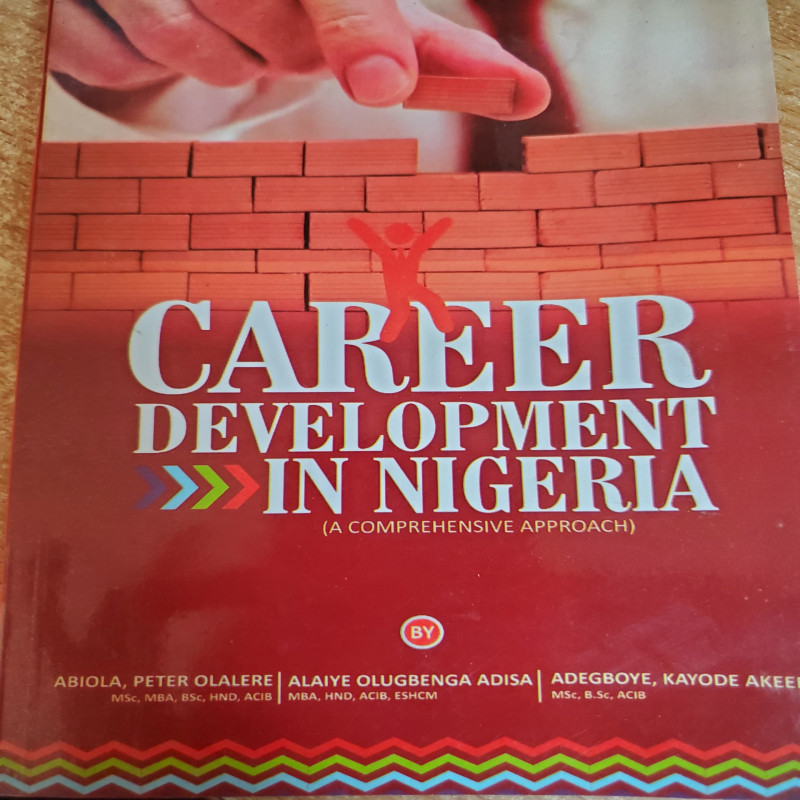 CAREER
DEVELOPMENT
IN NIGERIA
(A COMPREHENSIVE APPROACH)
BY
ABIOLA, PETER OLALERE | ALAIYE OLUGBENGA ADISA | ADEGBOYE, KAYODE
MSc, MBA, BSc, HND, ACIB | MBA, HND, ACIB, ESHCM | MSc, B.Sc, ACIB